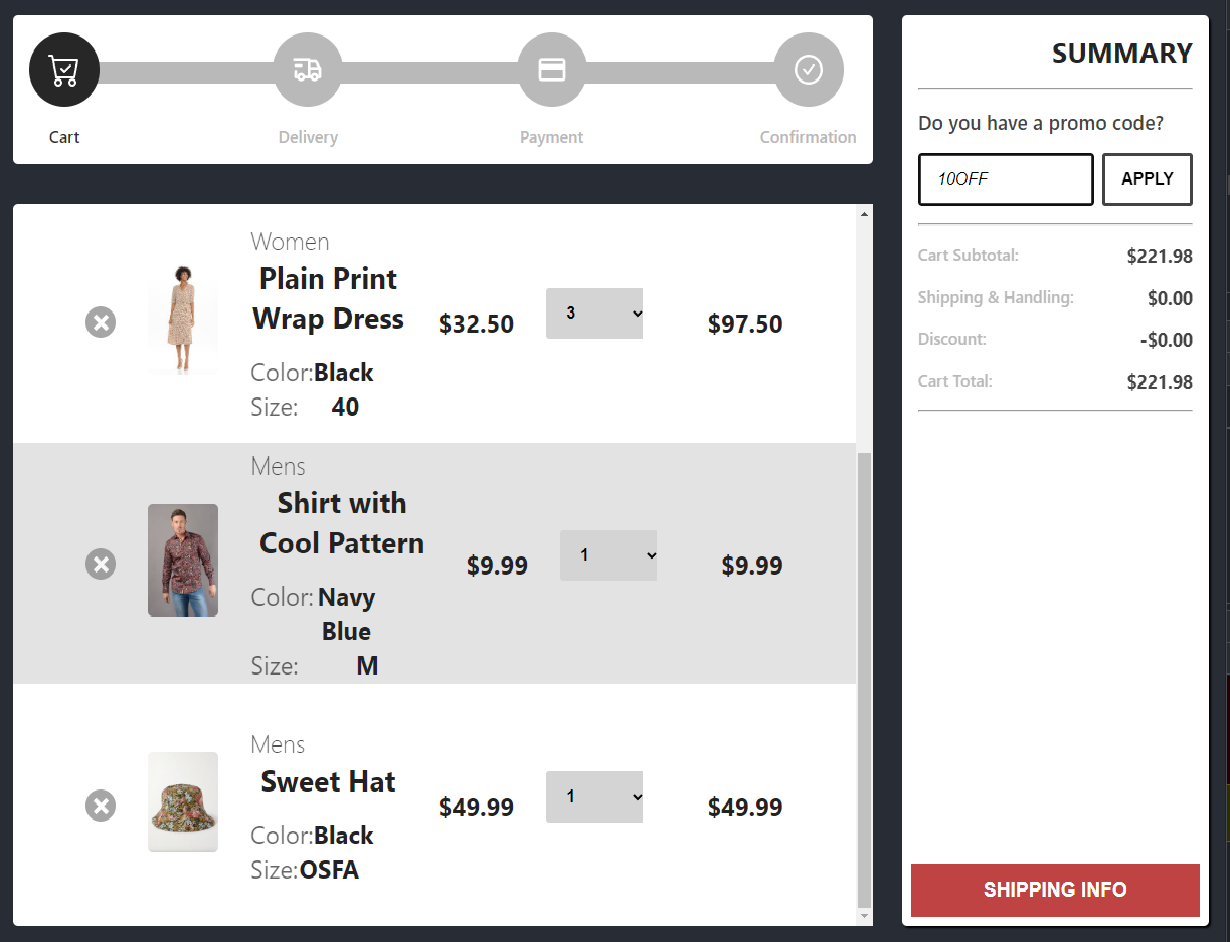 Cart
Delivery
Payment
Confirmation
Women
Plain Print
Wrap Dress
$32.50
3
$97.50
Color:Black
Size: 40
Mens
Shirt with
Cool Pattern
$9.99
1
$9.99
Color: Navy
Blue
Size: M
Mens
Sweet Hat
$49.99
1
$49.99
Color:Black
Size:OSFA
SUMMARY
Do you have a promo code?
10OFF
APPLY
Cart Subtotal: $221.98
Shipping & Handling: $0.00
Discount: -$0.00
Cart Total: $221.98
SHIPPING INFO